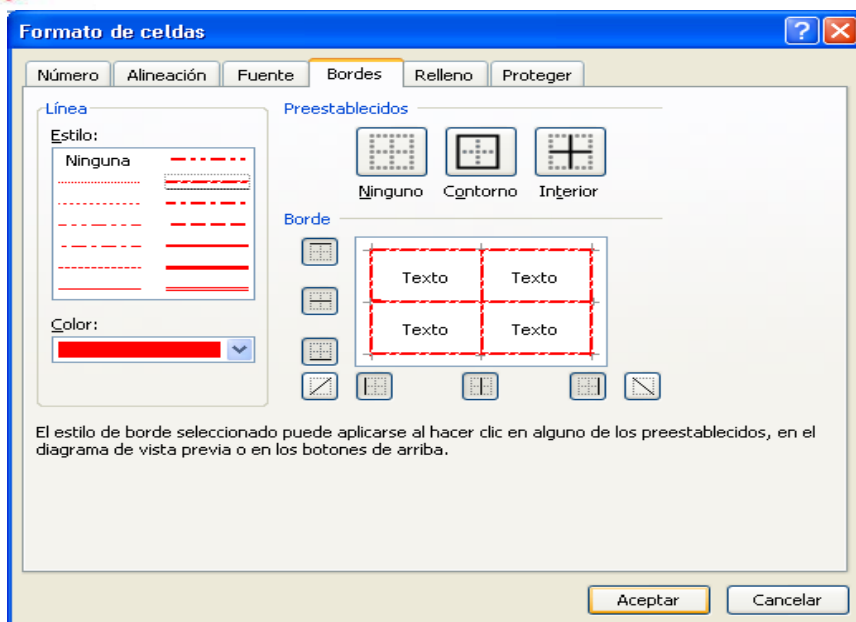 Formato de celdas
Número Alineación Fuente Bordes Relleno Proteger
Línea
Estilo:
Ninguna
Color:
Preestablecidos
Ninguno Contorno Interior
Borde
Texto Texto
Texto Texto
El estilo de borde seleccionado puede aplicarse al hacer clic en alguno de los preestablecidos, en el
diagrama de vista previa o en los botones de arriba.
Aceptar Cancelar